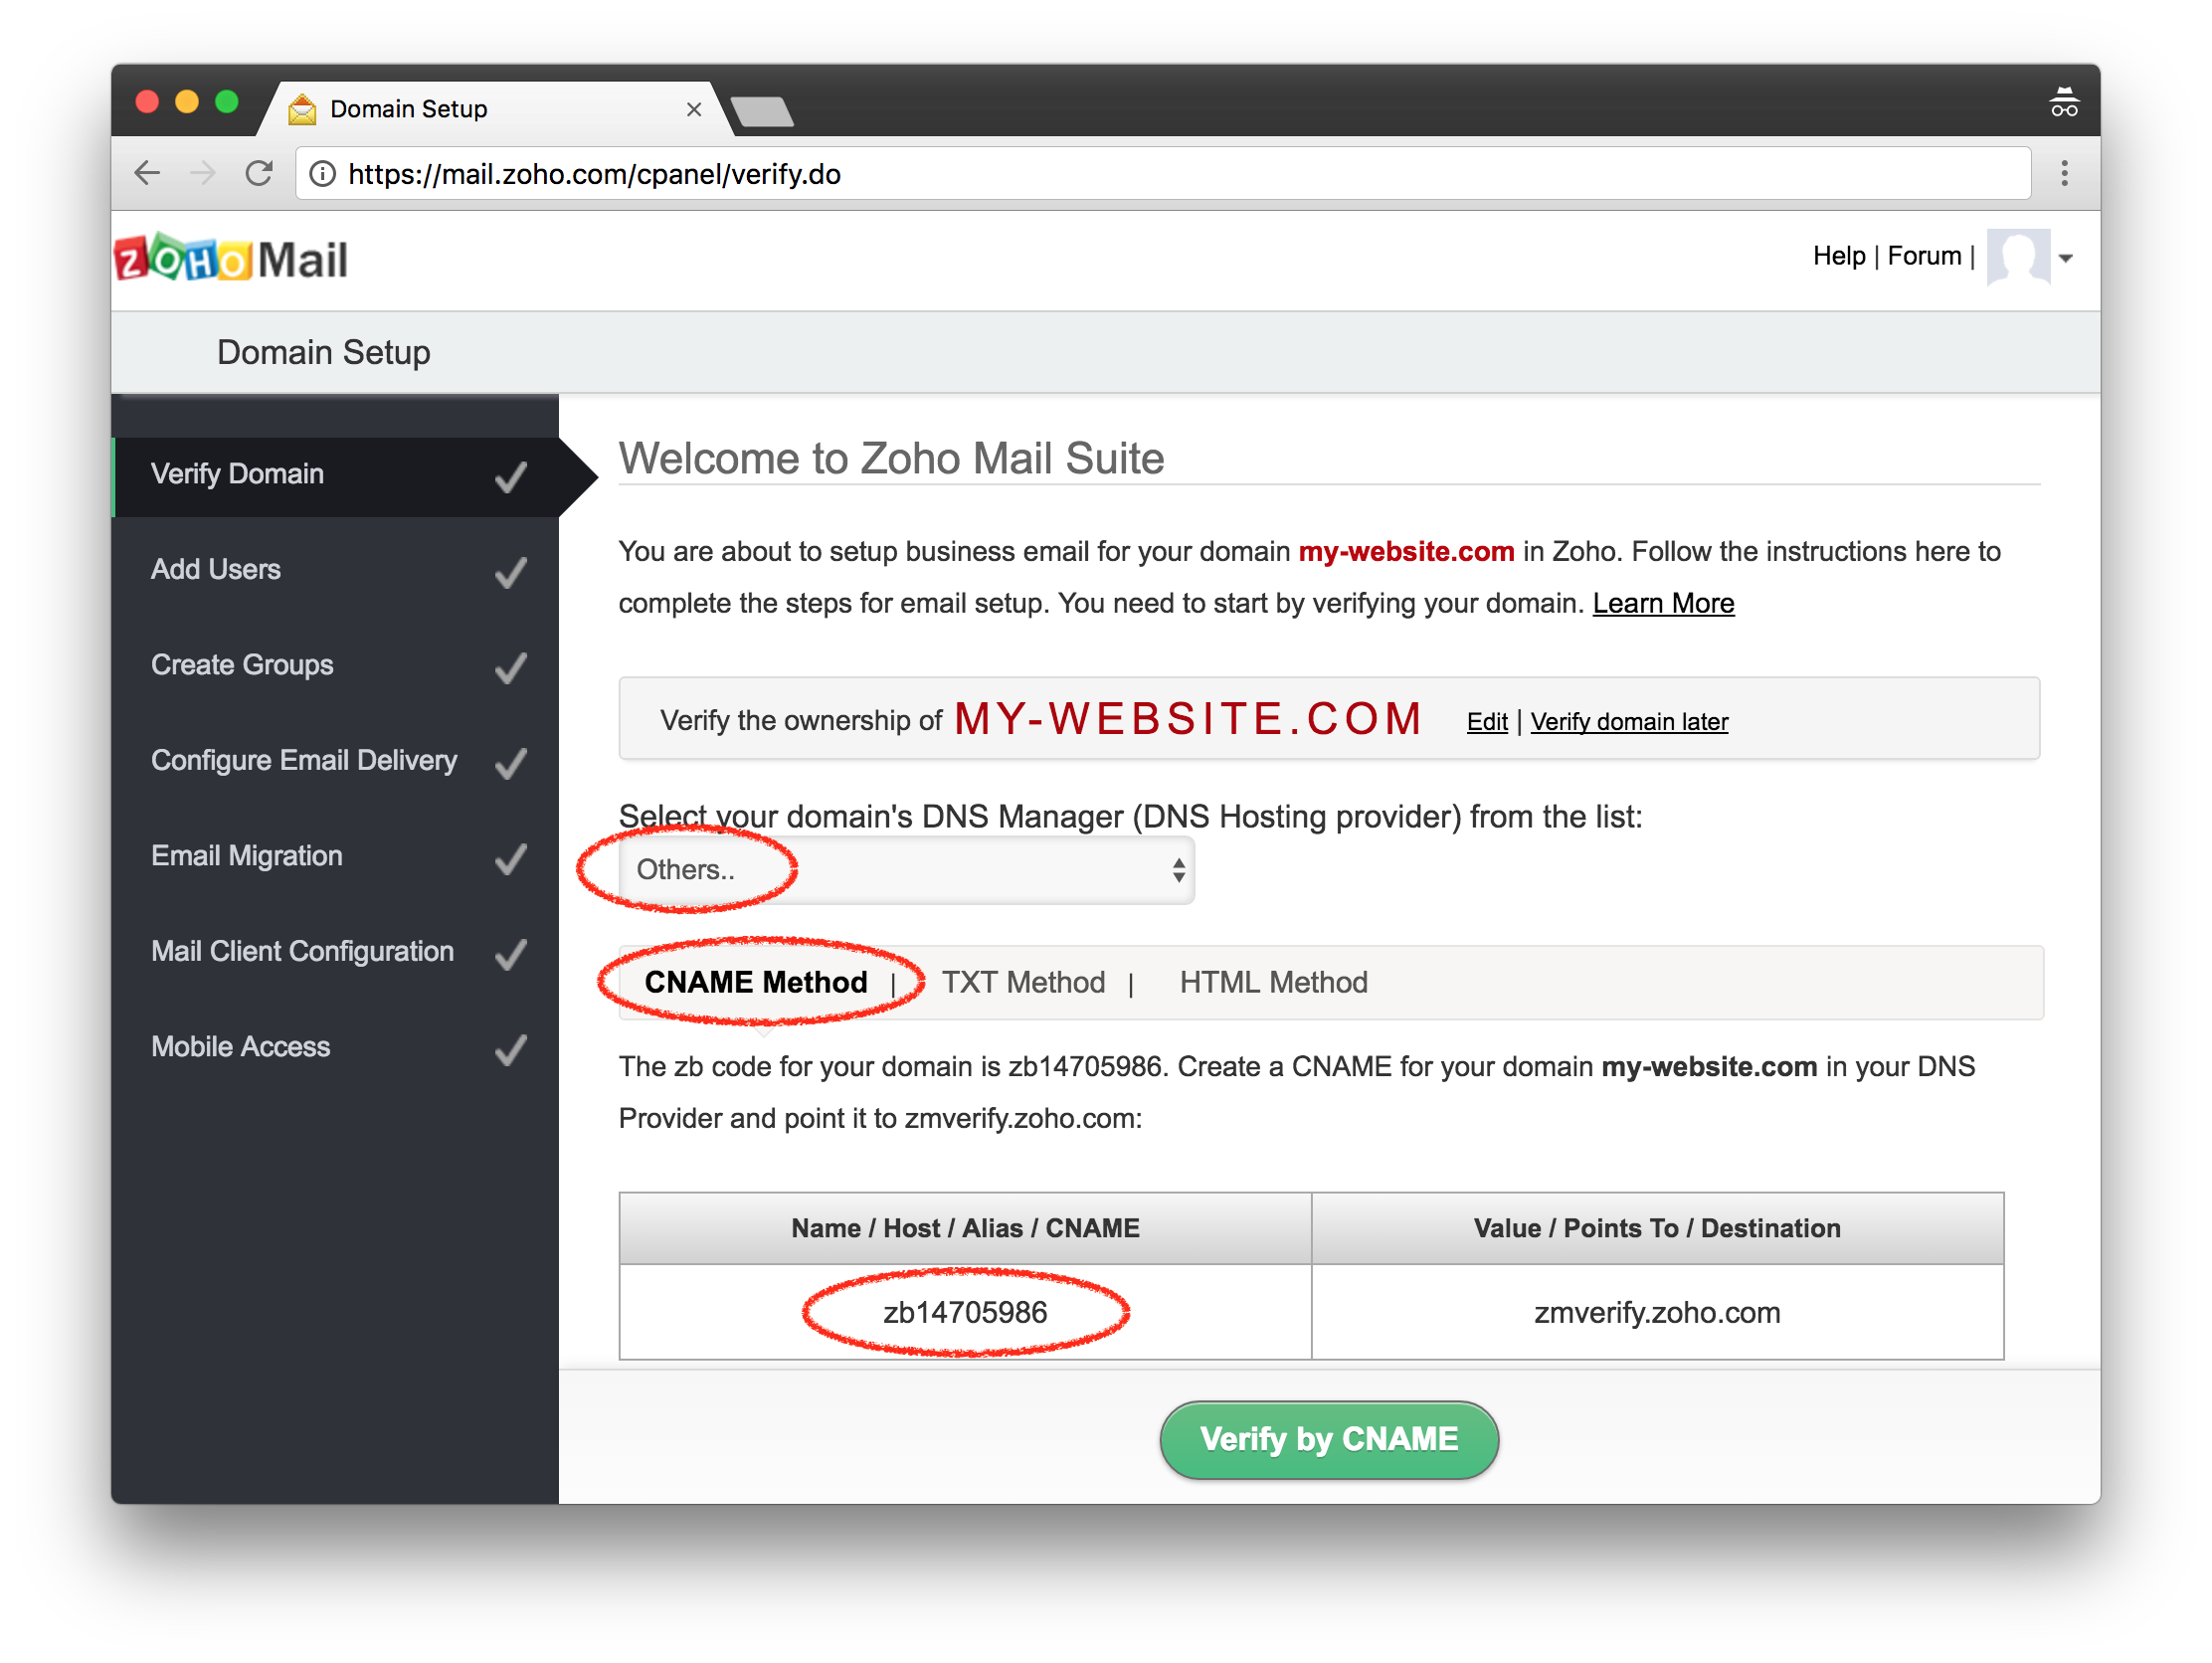 Domain Setup
https://mail.zoho.com/cpanel/verify.do
ZOHO Mail
Help | Forum |
Domain Setup
Verify Domain
Add Users
Create Groups
Configure Email Delivery
Email Migration
Mail Client Configuration
Mobile Access
Welcome to Zoho Mail Suite
You are about to setup business email for your domain my-website.com in Zoho. Follow the instructions here to
complete the steps for email setup. You need to start by verifying your domain. Learn More
Verify the ownership of MY-WEBSITE.COM Edit | Verify domain later
Select your domain's DNS Manager (DNS Hosting provider) from the list:
Others..
CNAME Method | TXT Method | HTML Method
The zb code for your domain is zb14705986. Create a CNAME for your domain my-website.com in your DNS
Provider and point it to zmverify.zoho.com:
Name / Host / Alias / CNAME Value / Points To / Destination
zb14705986 zmverify.zoho.com
Verify by CNAME